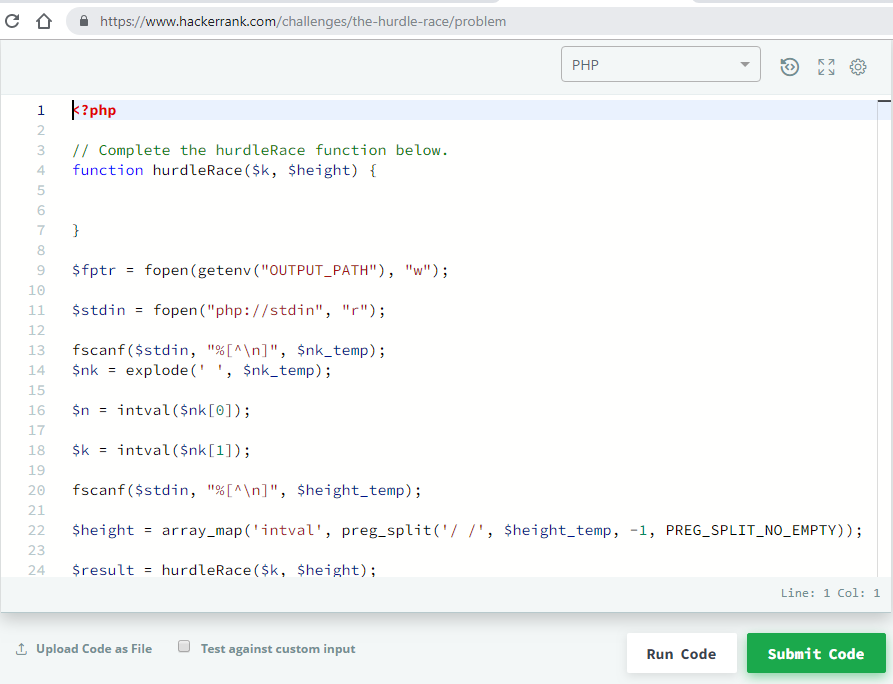 https://www.hackerrank.com/challenges/the-hurdle-race/problem
PHP
1 <?php
2
3 // Complete the hurdleRace function below.
4 function hurdleRace($k, $height) {
5
6
7 }
8
9 $fptr = fopen(getenv("OUTPUT_PATH"), "w");
10
11 $stdin = fopen("php://stdin", "r");
12
13 fscanf($stdin, "%[^\n]", $nk_temp);
14 $nk = explode(' ', $nk_temp);
15
16 $n = intval($nk[0]);
17
18 $k = intval($nk[1]);
19
20 fscanf($stdin, "%[^\n]", $height_temp);
21
22 $height = array_map('intval', preg_split('/ /', $height_temp, -1, PREG_SPLIT_NO_EMPTY));
23
24 $result = hurdleRace($k, $height);
Line: 1 Col: 1
Upload Code as File Test against custom input Run Code Submit Code